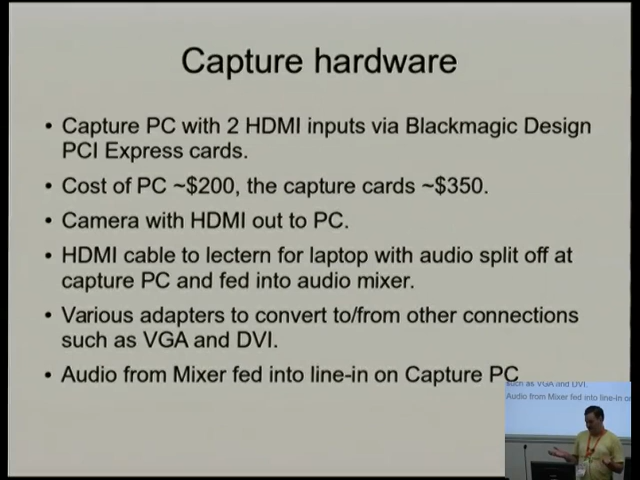 Capture hardware
• Capture PC with 2 HDMI inputs via Blackmagic Design
PCI Express cards.
• Cost of PC ~$200, the capture cards ~$350.
• Camera with HDMI out to PC.
• HDMI cable to lectern for laptop with audio split off at
capture PC and fed into audio mixer.
• Various adapters to convert to/from other connections
such as VGA and DVI.
• Audio from Mixer fed into line-in on Capture PC
such as VGA and DVI.
Audio from Mixer fed into line-in on